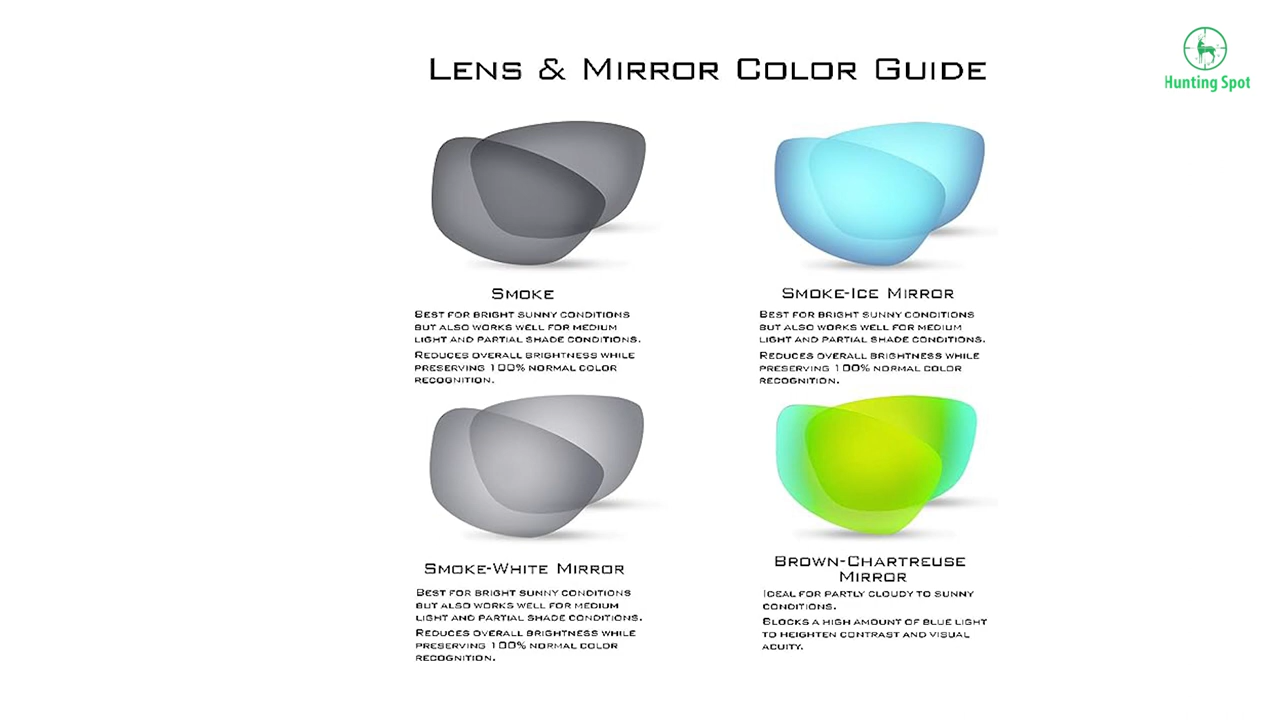 LENS & MIRROR COLOR GUIDE
Hunting Spot
SMOKE
BEST FOR BRIGHT SUNNY CONDITIONS
BUT ALSO WORKS WELL FOR MEDIUM
LIGHT AND PARTIAL SHADE CONDITIONS.
REDUCES OVERALL BRIGHTNESS WHILE
PRESERVING 100% NORMAL COLOR
RECOGNITION.
SMOKE-ICE MIRROR
BEST FOR BRIGHT SUNNY CONDITIONS
BUT ALSO WORKS WELL FOR MEDIUM
LIGHT AND PARTIAL SHADE CONDITIONS.
REDUCES OVERALL BRIGHTNESS WHILE
PRESERVING 100% NORMAL COLOR
RECOGNITION.
SMOKE-WHITE MIRROR
BEST FOR BRIGHT SUNNY CONDITIONS
BUT ALSO WORKS WELL FOR MEDIUM
LIGHT AND PARTIAL SHADE CONDITIONS.
REDUCES OVERALL BRIGHTNESS WHILE
PRESERVING 100% NORMAL COLOR
RECOGNITION.
BROWN-CHARTREUSE
MIRROR
IDEAL FOR PARTLY CLOUDY TO SUNNY
CONDITIONS.
BLOCKS A HIGH AMOUNT OF BLUE LIGHT
TO HEIGHTEN CONTRAST AND VISUAL
ACUITY.